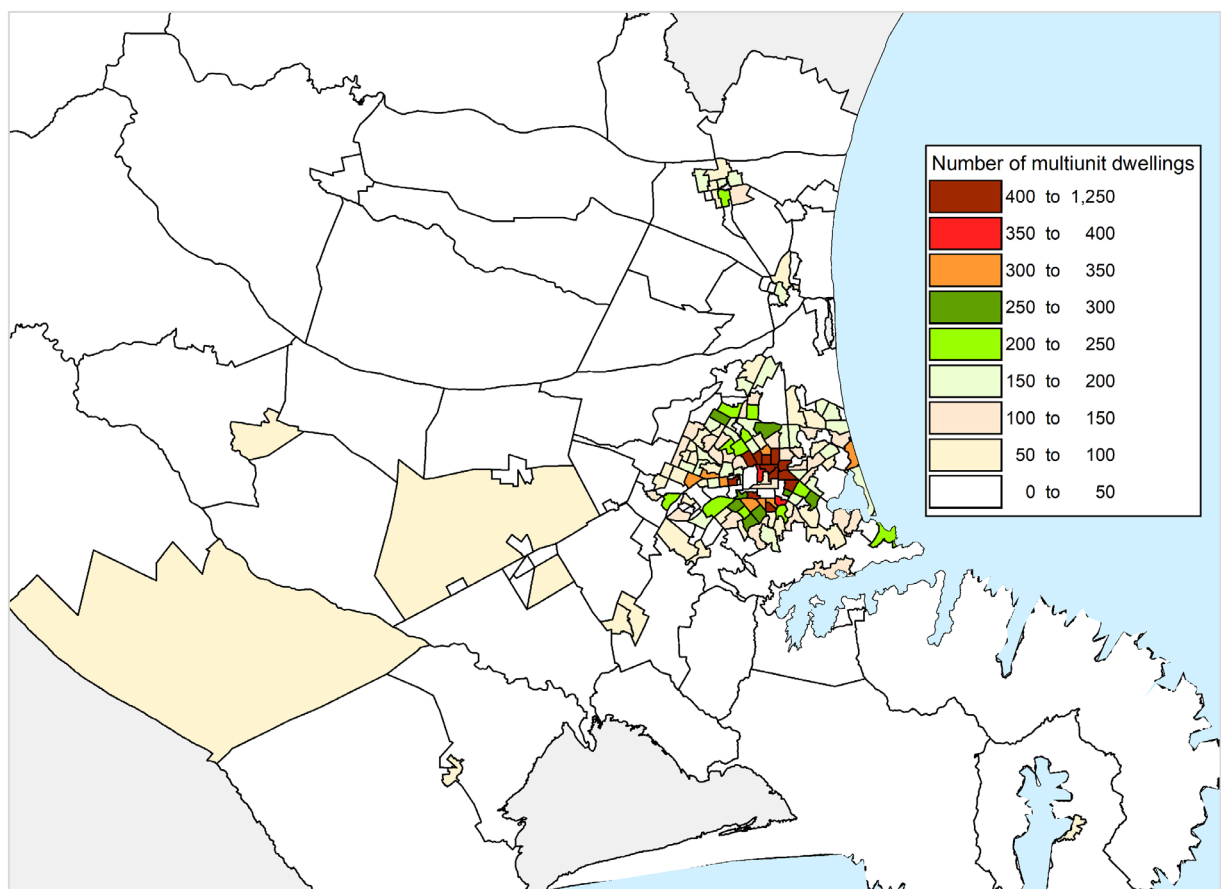 Number of multiunit dwellings
400 to 1,250
350 to 400
300 to 350
250 to 300
200 to 250
150 to 200
100 to 150
50 to 100
0 to 50